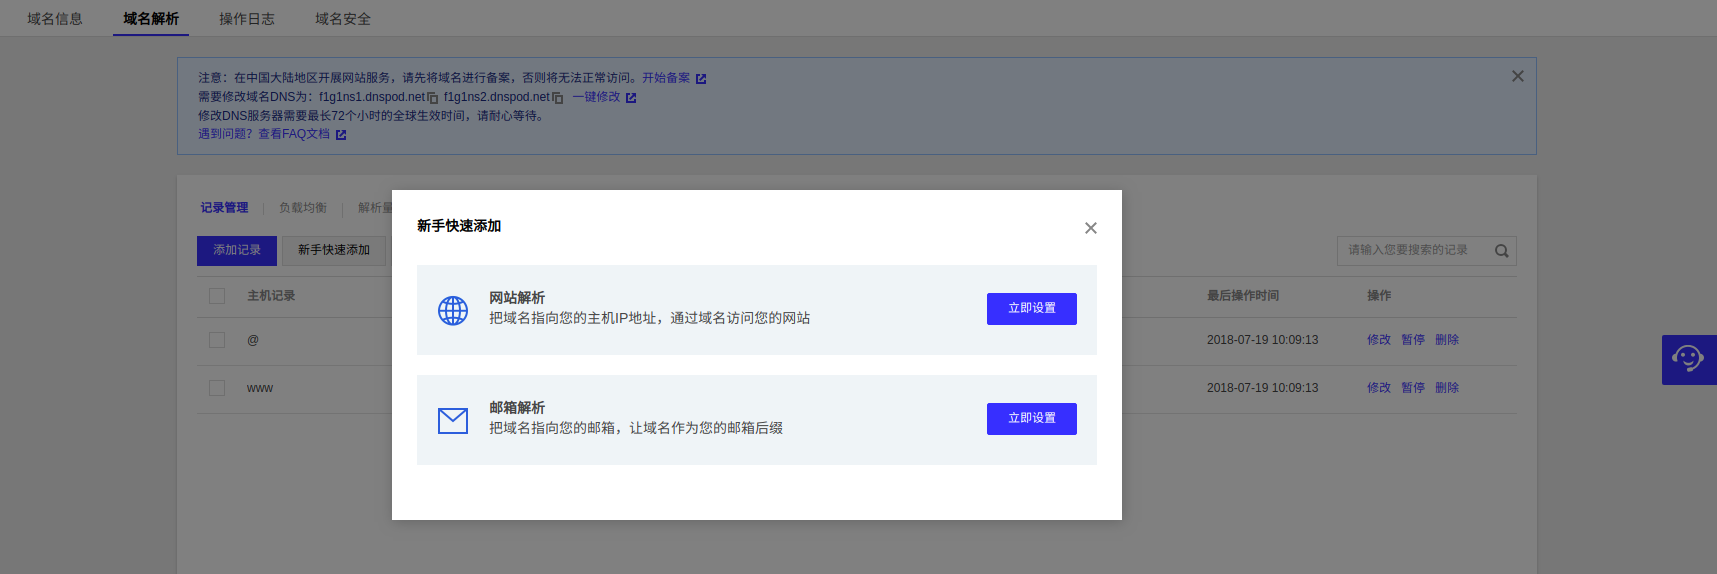 域名信息 域名解析 操作日志 域名安全
注意：在中国大陆地区开展网站服务，请先将域名进行备案，否则将无法正常访问。开始备案
需要修改域名DNS为：f1g1ns1.dnspod.net f1g1ns2.dnspod.net 一键修改
修改DNS服务器需要最长72个小时的全球生效时间，请耐心等待。
遇到问题？查看FAQ文档
记录管理 负载均衡 解析量
添加记录 新手快速添加 请输入您要搜索的记录
主机记录 最后操作时间 操作
@ 2018-07-19 10:09:13 修改 暂停 删除
www 2018-07-19 10:09:13 修改 暂停 删除
新手快速添加
网站解析
把域名指向您的主机IP地址，通过域名访问您的网站
立即设置
邮箱解析
把域名指向您的邮箱，让域名作为您的邮箱后缀
立即设置